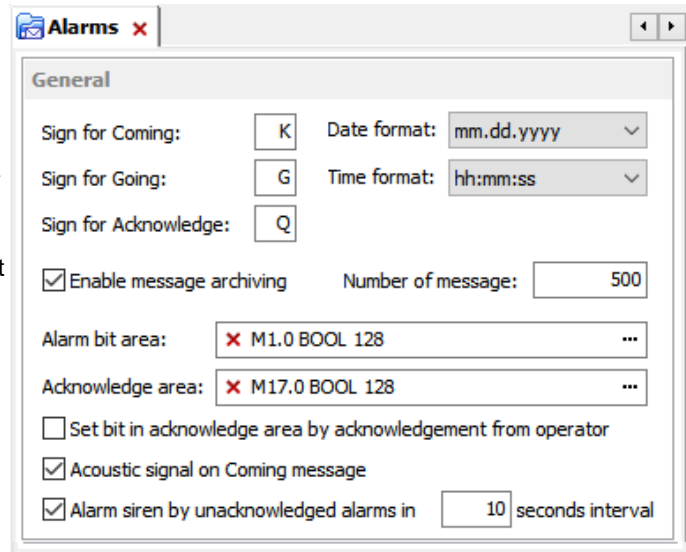 Alarms
General
Sign for Coming: K Date format: mm.dd.yyyy
Sign for Going: G Time format: hh:mm:ss
Sign for Acknowledge: Q
t
Enable message archiving Number of message: 500
Alarm bit area: M1.0 BOOL 128 ...
Acknowledge area: M17.0 BOOL 128 ...
Set bit in acknowledge area by acknowledgement from operator
Acoustic signal on Coming message
Alarm siren by unacknowledged alarms in 10 seconds interval